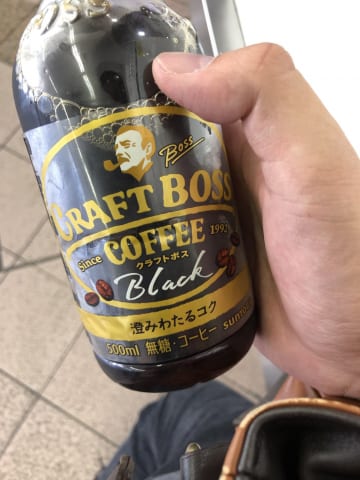 Boss
CRAFT BOSS
Since COFFEE 1992
クラフトボス
Black
澄みわたるコク
500ml 無糖・コーヒー